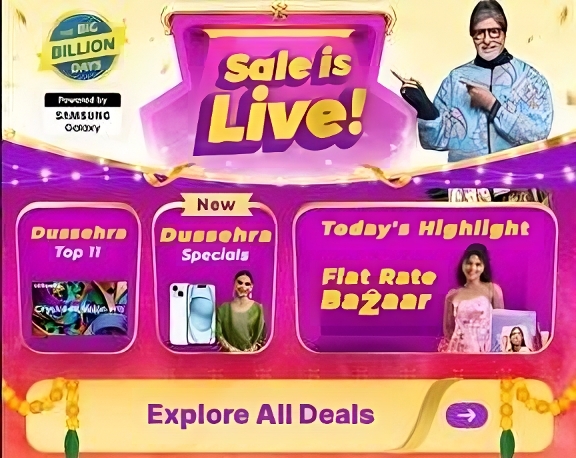 BIG
BILLION
DAYS
Powered by
SAMSUNG
Galaxy
Sale is
Live!
Dussehra
Top 11
New
Dussehra
Specials
Today's Highlight
Flat Rate
Bazaar
Explore All Deals